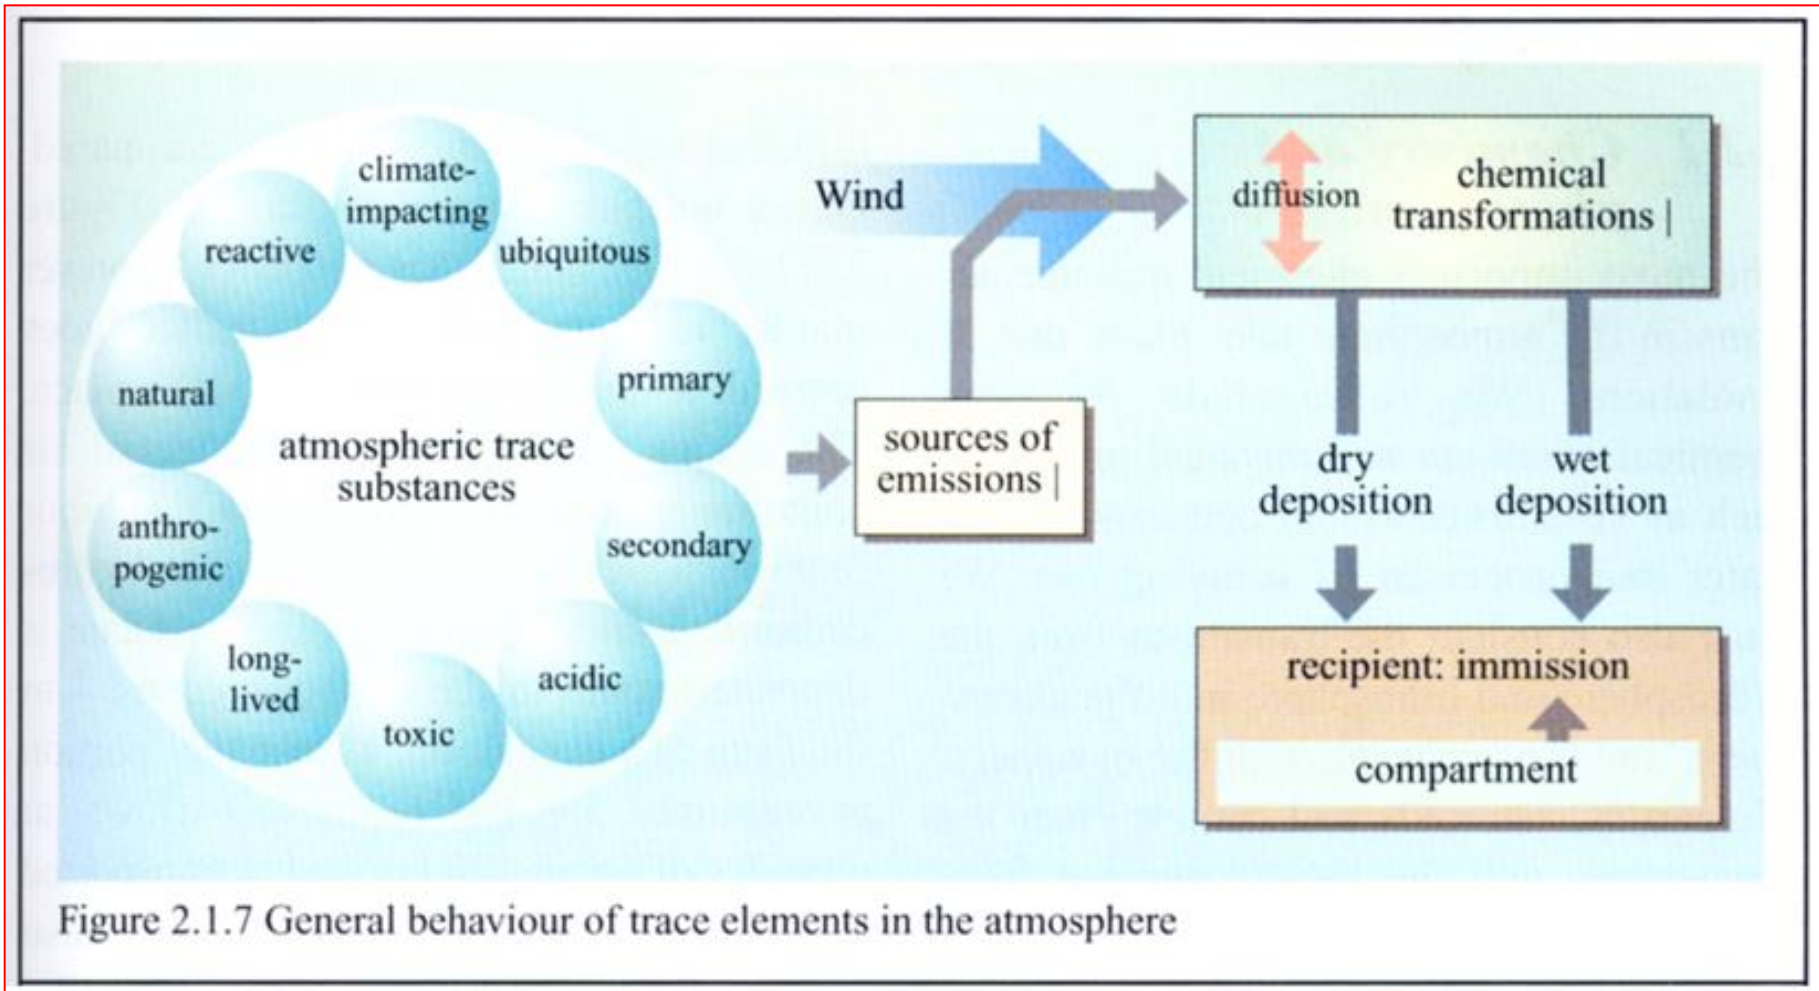 climate-
impacting
reactive
ubiquitous
natural
primary
atmospheric trace
substances
anthro-
pogenic
secondary
long-
lived
acidic
toxic
Wind
sources of
emissions |
diffusion
chemical
transformations |
dry
deposition
wet
deposition
recipient: immission
compartment
Figure 2.1.7 General behaviour of trace elements in the atmosphere